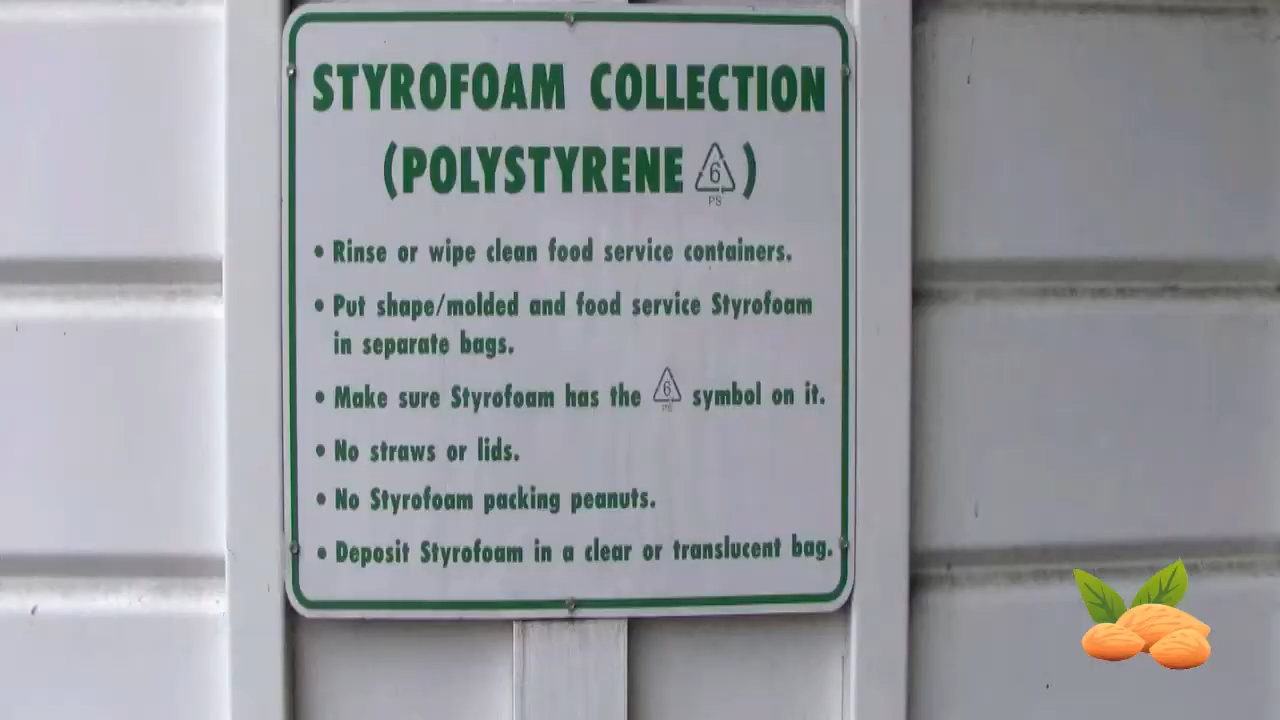 STYROFOAM COLLECTION
(POLYSTYRENE 6 )
PS
• Rinse or wipe clean food service containers.
• Put shape/molded and food service Styrofoam
in separate bags.
• Make sure Styrofoam has the 6 symbol on it.
PS
• No straws or lids.
• No Styrofoam packing peanuts.
• Deposit Styrofoam in a clear or translucent bag.